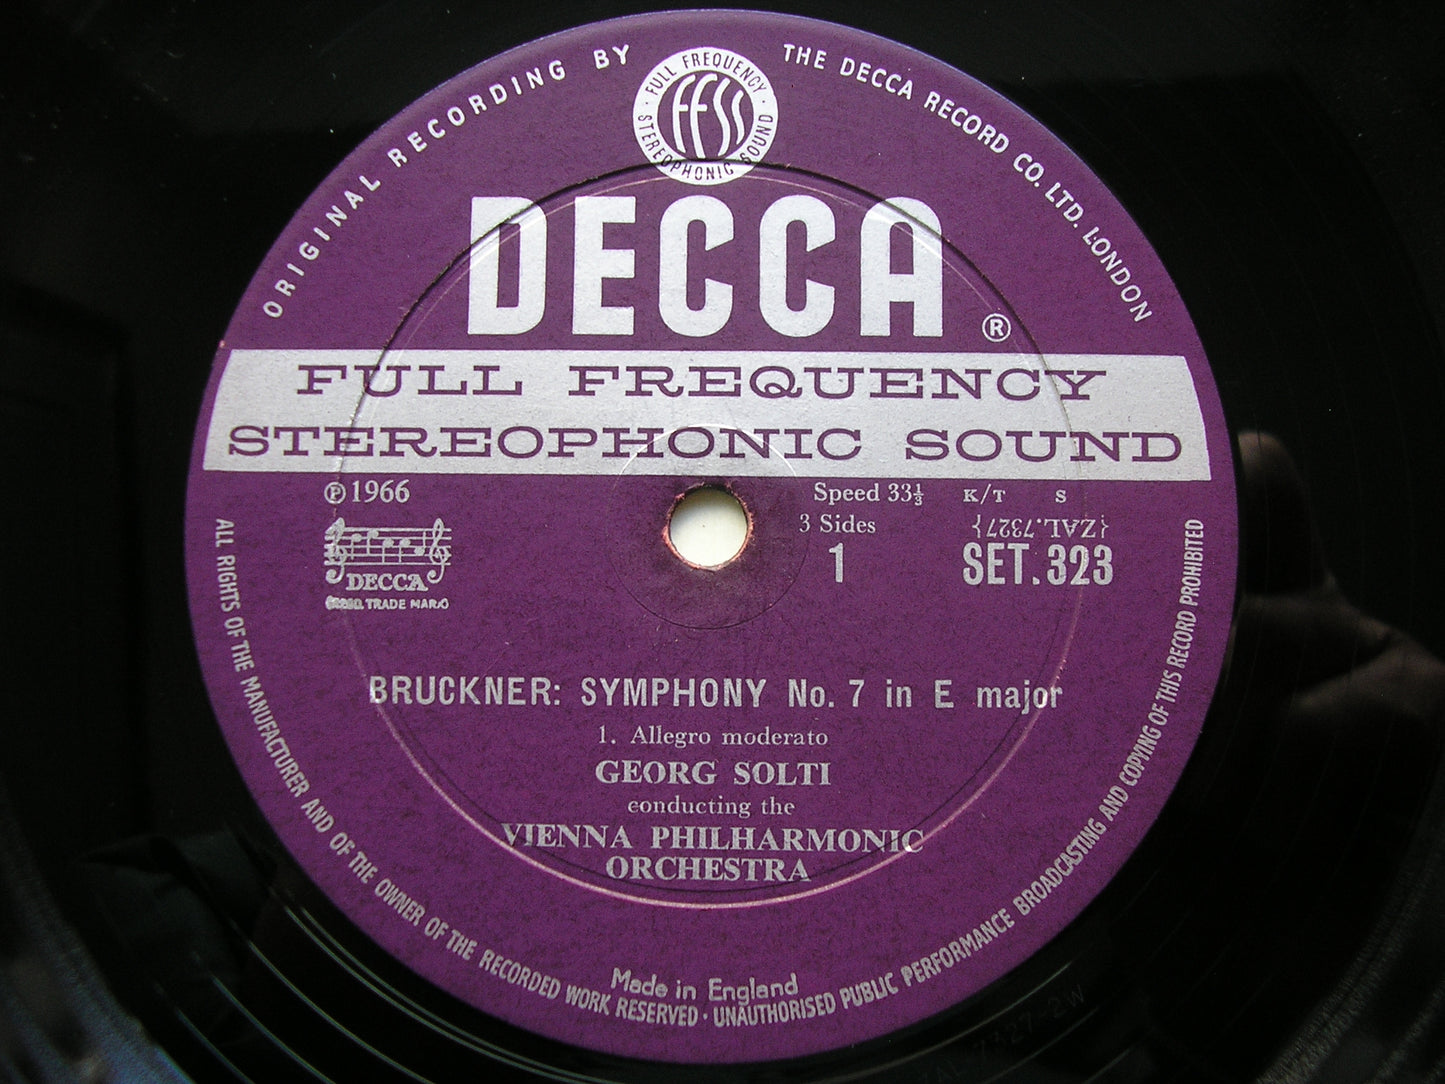 ORIGINAL RECORDING BY THE DECCA RECORD CO. LTD. LONDON
FULL FREQUENCY
STEREOPHONIC SOUND
FFSS
DECCA ®
FULL FREQUENCY
STEREOPHONIC SOUND
Ⓟ1966
Speed 33⅓ K/T S
3 Sides {ZAL.7327}
1 SET.323
DECCA
REGD. TRADE MARK
BRUCKNER: SYMPHONY No. 7 in E major
1. Allegro moderato
GEORG SOLTI
conducting the
VIENNA PHILHARMONIC
ORCHESTRA
Made in England
ALL RIGHTS OF THE MANUFACTURER AND OF THE OWNER OF THE RECORDED WORK RESERVED · UNAUTHORISED PUBLIC PERFORMANCE BROADCASTING AND COPYING OF THIS RECORD PROHIBITED